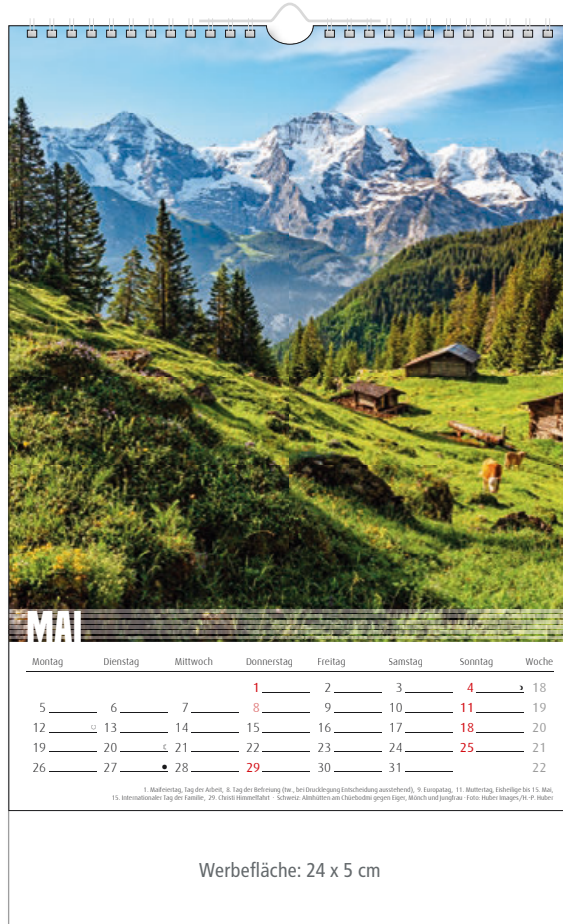 MAI
Montag Dienstag Mittwoch Donnerstag Freitag Samstag Sonntag Woche
1 2 3 4 18
5 6 7 8 9 10 11 19
12 13 14 15 16 17 18 20
19 20 21 22 23 24 25 21
26 27 28 29 30 31 22
1. Maifeiertag, Tag der Arbeit, 8. Tag der Befreiung (tw., bei Drucklegung Entscheidung ausstehend), 9. Europatag, 11. Muttertag, Eisheilige bis 15. Mai,
15. Internationaler Tag der Familie, 29. Christi Himmelfahrt · Schweiz: Almhütten am Chüebodmi gegen Eiger, Mönch und Jungfrau · Foto: Huber Images/H.-P. Huber
Werbefläche: 24 x 5 cm